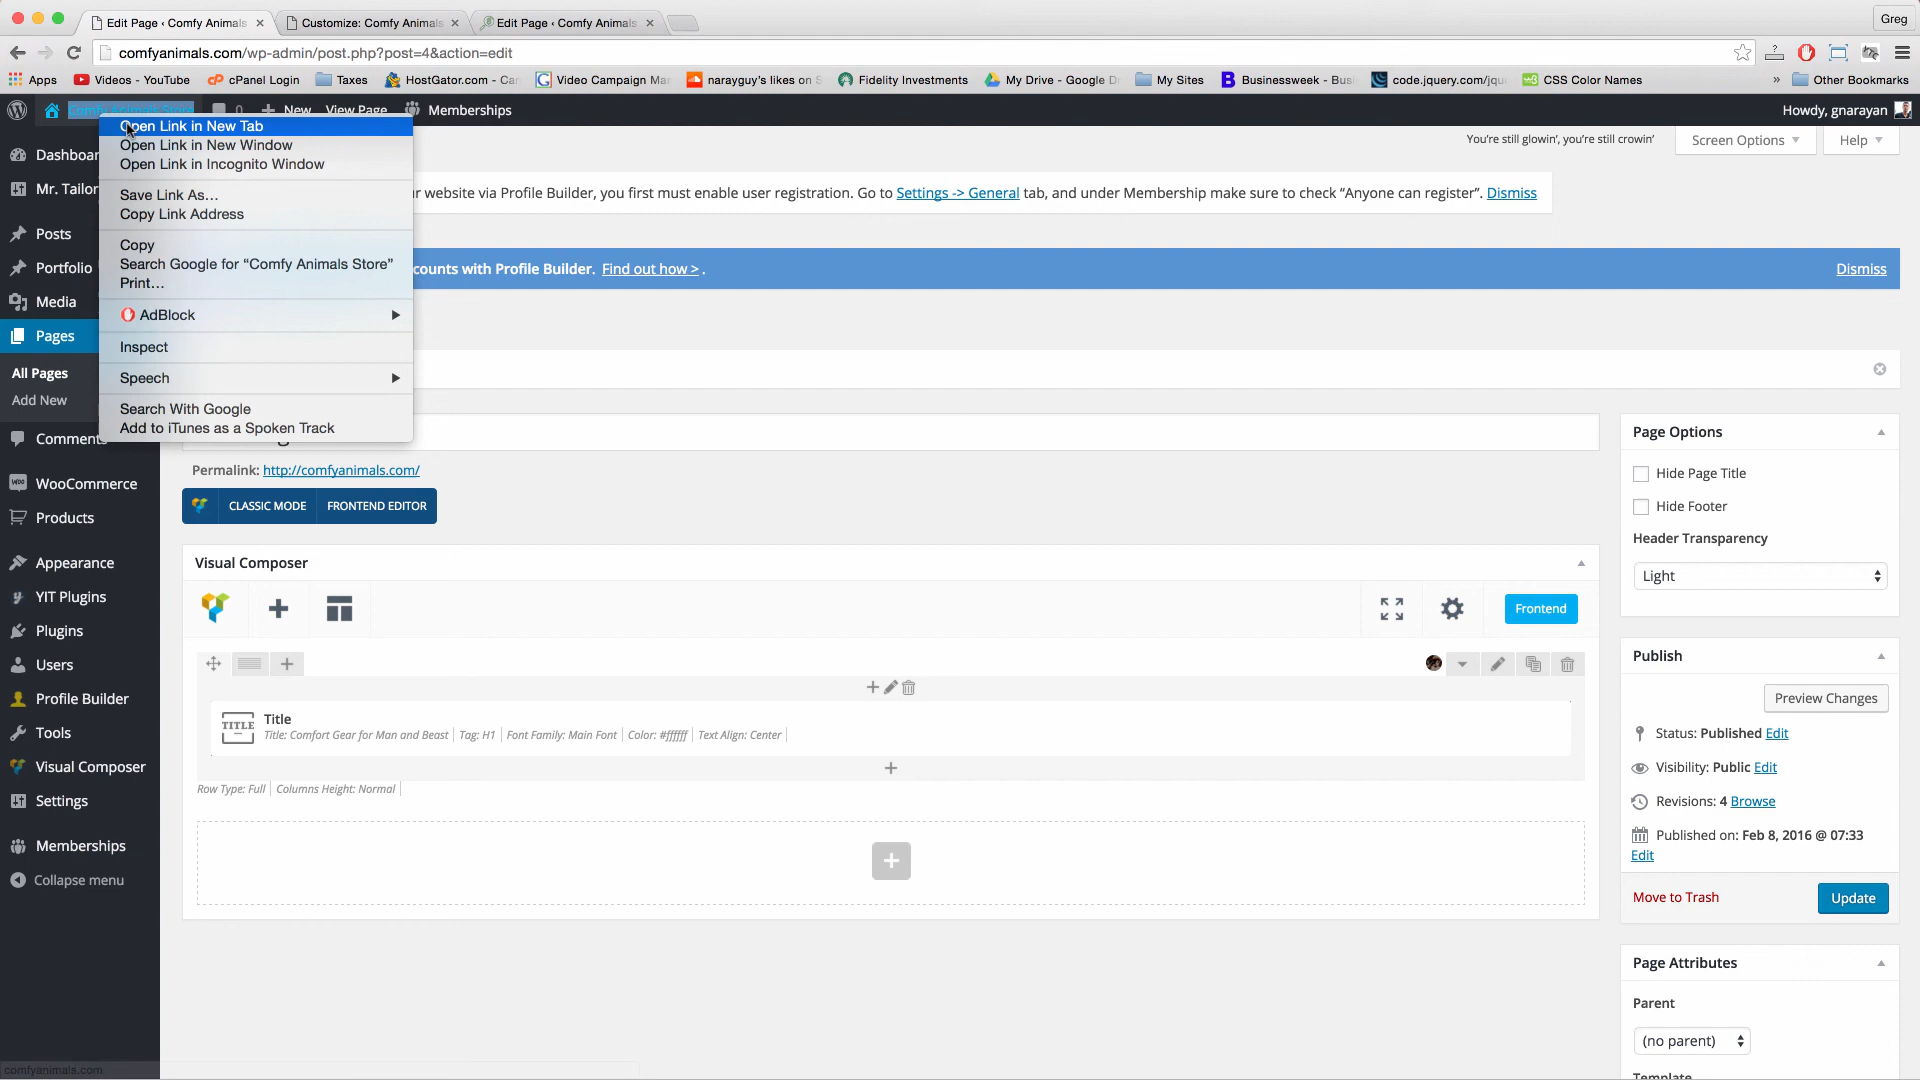 Edit Page ‹ Comfy Animals
Customize: Comfy Animals
Edit Page ‹ Comfy Animals
Greg
comfyanimals.com/wp-admin/post.php?post=4&action=edit
Apps
Videos - YouTube
cPanel Login
Taxes
HostGator.com - Can
Video Campaign Man
narayguy's likes on S
Fidelity Investments
My Drive - Google D
My Sites
Businessweek - Bus
code.jquery.com/jqu
CSS Color Names
»
Other Bookmarks
Comfy Animals Store
0
New
View Page
Memberships
Howdy, gnarayan
Open Link in New Tab
Open Link in New Window
Open Link in Incognito Window
Save Link As...
Copy Link Address
Copy
Search Google for “Comfy Animals Store”
Print...
AdBlock
Inspect
Speech
Search With Google
Add to iTunes as a Spoken Track
Dashboar
Mr. Tailor
Posts
Portfolio
Media
Pages
All Pages
Add New
Comments
WooCommerce
Products
Appearance
YIT Plugins
Plugins
Users
Profile Builder
Tools
Visual Composer
Settings
Memberships
Collapse menu
comfyanimals.com
You're still glowin', you're still crowin'
Screen Options
Help
r website via Profile Builder, you first must enable user registration. Go to Settings -> General tab, and under Membership make sure to check “Anyone can register”. Dismiss
counts with Profile Builder. Find out how > .
Dismiss
Permalink: http://comfyanimals.com/
CLASSIC MODE
FRONTEND EDITOR
Visual Composer
Frontend
TITLE
Title
Title: Comfort Gear for Man and Beast
Tag: H1
Font Family: Main Font
Color: #ffffff
Text Align: Center
Row Type: Full
Columns Height: Normal
Page Options
Hide Page Title
Hide Footer
Header Transparency
Light
Publish
Preview Changes
Status: Published Edit
Visibility: Public Edit
Revisions: 4 Browse
Published on: Feb 8, 2016 @ 07:33
Edit
Move to Trash
Update
Page Attributes
Parent
(no parent)
Template